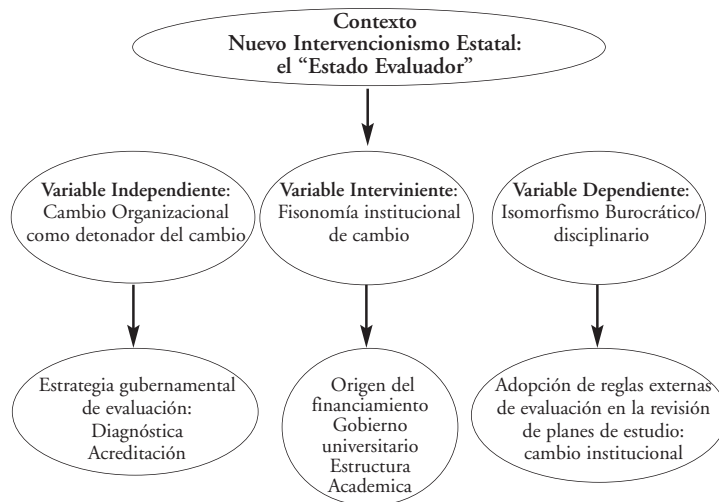 Contexto
Nuevo Intervencionismo Estatal:
el “Estado Evaluador”
Variable Independiente:
Cambio Organizacional
como detonador del cambio
Variable Interviniente:
Fisonomía institucional
de cambio
Variable Dependiente:
Isomorfismo Burocrático/
disciplinario
Estrategia gubernamental
de evaluación:
Diagnóstica
Acreditación
Origen del
financiamiento
Gobierno
universitario
Estructura
Academica
Adopción de reglas externas
de evaluación en la revisión
de planes de estudio:
cambio institucional